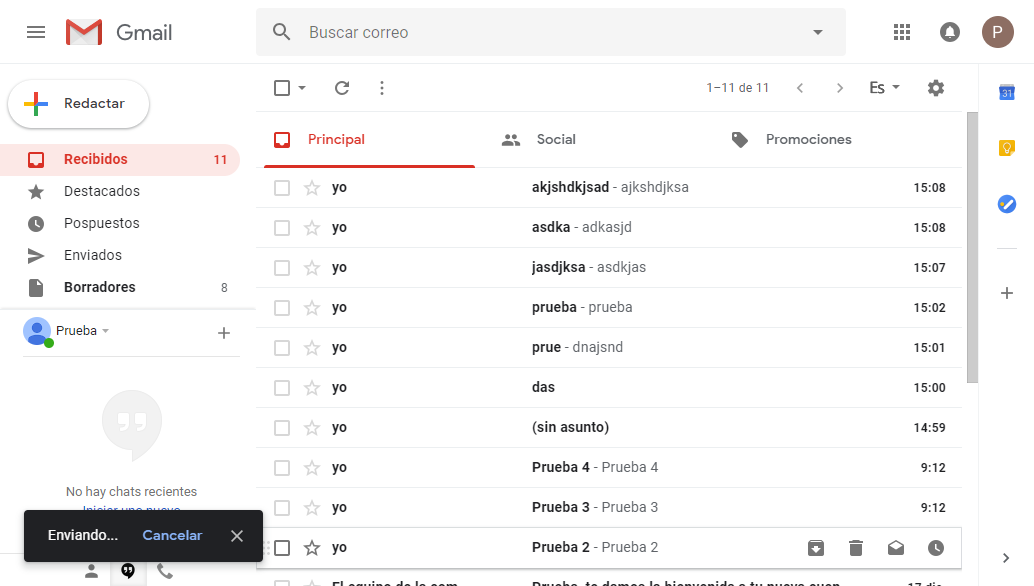 Gmail
Buscar correo
P
Redactar
1–11 de 11
Es
31
Recibidos 11
Destacados
Pospuestos
Enviados
Borradores 8
Prueba
No hay chats recientes
Iniciar uno nuevo
Enviando... Cancelar
Principal Social Promociones
yo akjshdkjsad - ajkshdjksa 15:08
yo asdka - adkasjd 15:08
yo jasdjksa - asdkjas 15:07
yo prueba - prueba 15:02
yo prue - dnajsnd 15:01
yo das 15:00
yo (sin asunto) 14:59
yo Prueba 4 - Prueba 4 9:12
yo Prueba 3 - Prueba 3 9:12
yo Prueba 2 - Prueba 2
El equipo de la com. Prueba, te damos la bienvenida a tu nueva cuen 17 dic.